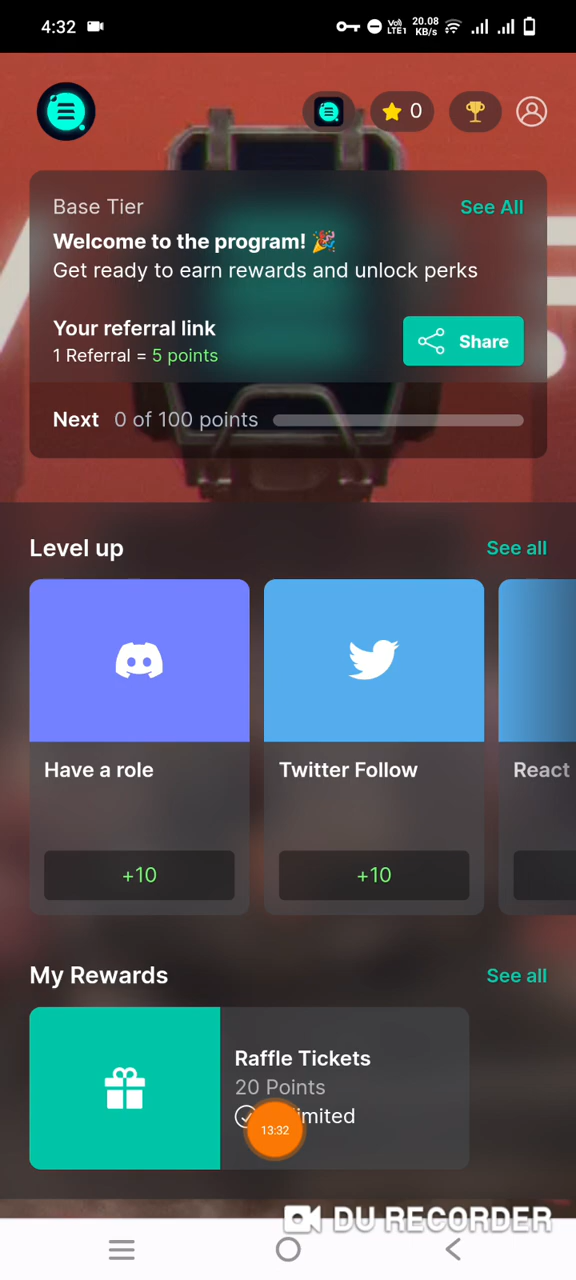 4:32
Vo) LTE1 20.08 KB/s
0
Base Tier See All
Welcome to the program! 🎉
Get ready to earn rewards and unlock perks
Your referral link
1 Referral = 5 points
Share
Next 0 of 100 points
Level up See all
Have a role
Twitter Follow
React
+10
+10
My Rewards See all
Raffle Tickets
20 Points
imited
13:32
DU RECORDER